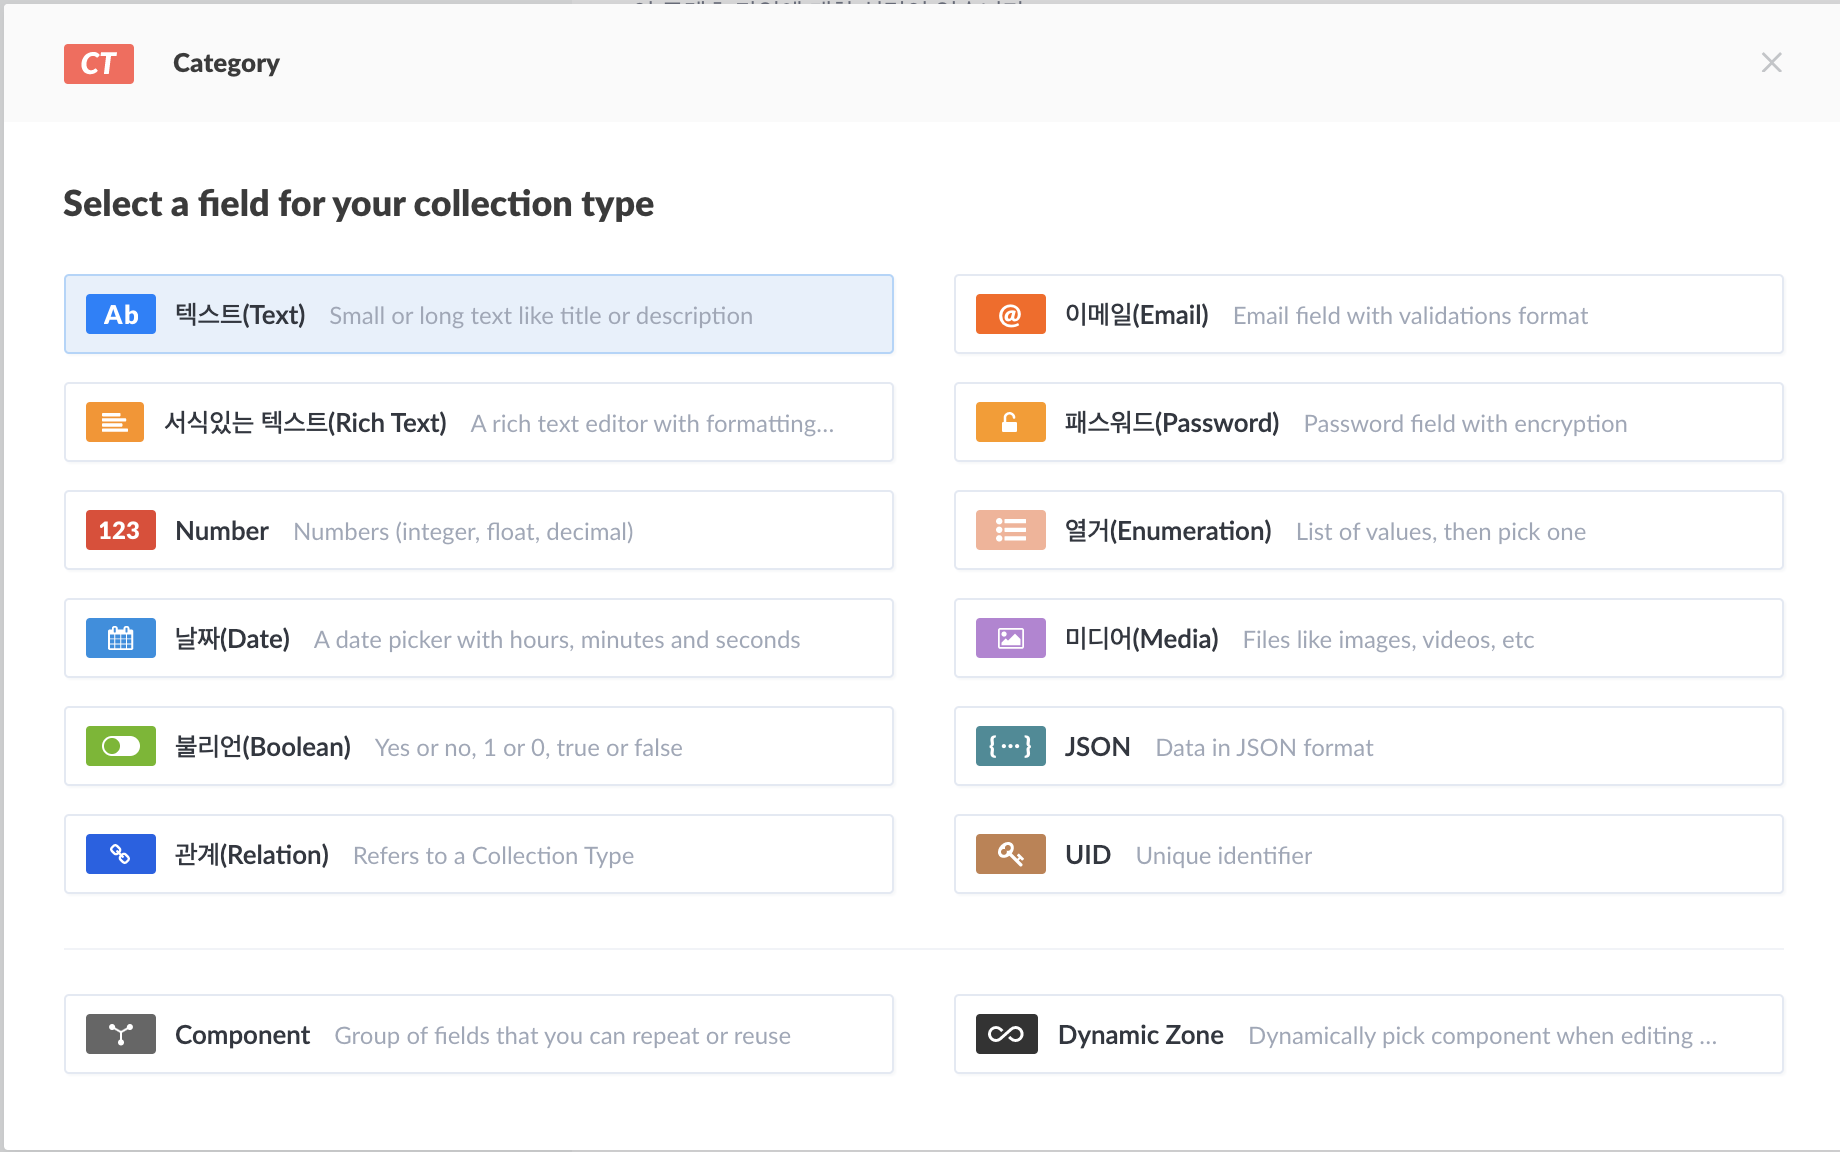 CT Category
Select a field for your collection type
Ab 텍스트(Text) Small or long text like title or description
@ 이메일(Email) Email field with validations format
서식있는 텍스트(Rich Text) A rich text editor with formatting...
패스워드(Password) Password field with encryption
123 Number Numbers (integer, float, decimal)
열거(Enumeration) List of values, then pick one
날짜(Date) A date picker with hours, minutes and seconds
미디어(Media) Files like images, videos, etc
불리언(Boolean) Yes or no, 1 or 0, true or false
{···} JSON Data in JSON format
관계(Relation) Refers to a Collection Type
UID Unique identifier
Component Group of fields that you can repeat or reuse
Dynamic Zone Dynamically pick component when editing ...